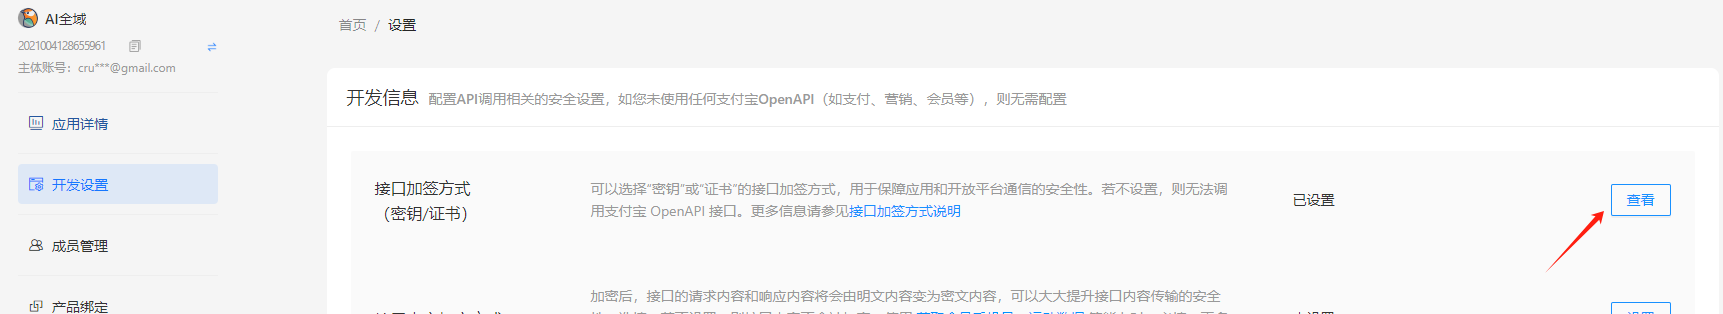 AI全域
2021004128655961
主体账号：cru***@gmail.com
应用详情
开发设置
成员管理
产品绑定
首页 / 设置
开发信息 配置API调用相关的安全设置，如您未使用任何支付宝OpenAPI（如支付、营销、会员等），则无需配置
接口加签方式
（密钥/证书）
可以选择“密钥”或“证书”的接口加签方式，用于保障应用和开放平台通信的安全性。若不设置，则无法调
用支付宝 OpenAPI 接口。更多信息请参见接口加签方式说明
已设置
查看
加密后，接口的请求内容和响应内容将会由明文内容变为密文内容，可以大大提升接口内容传输的安全